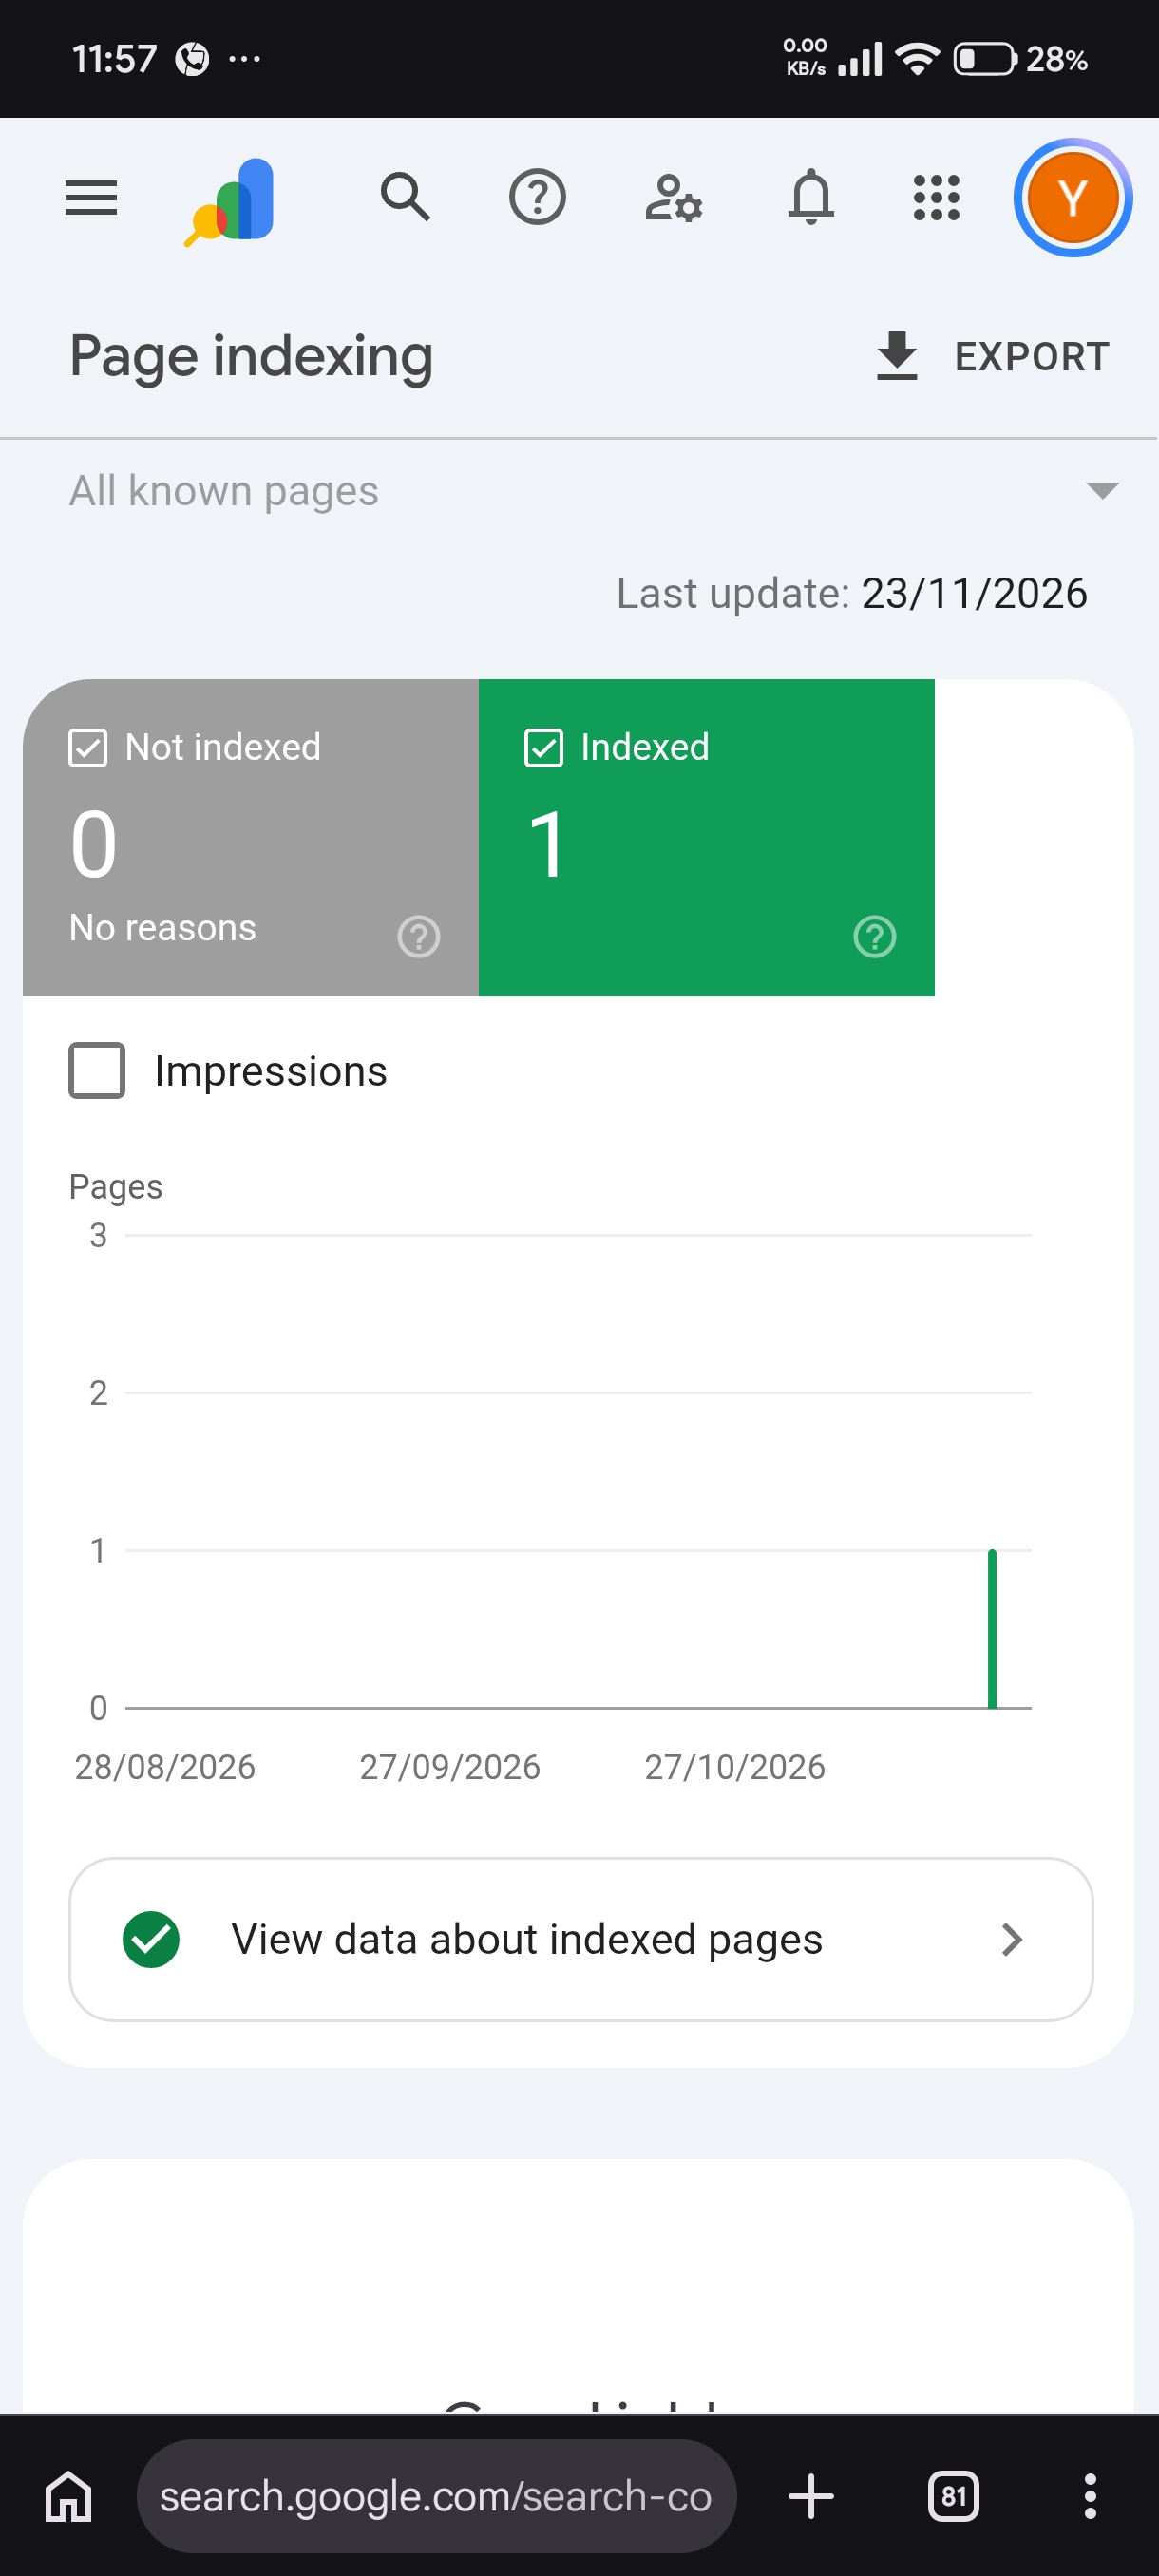 11:57 ...
0.00
KB/s
28%
Y
Page indexing
EXPORT
All known pages
Last update: 23/11/2026
Not indexed
0
No reasons
Indexed
1
Impressions
Pages
3
2
1
0
28/08/2026 27/09/2026 27/10/2026
View data about indexed pages
search.google.com/search-co
81